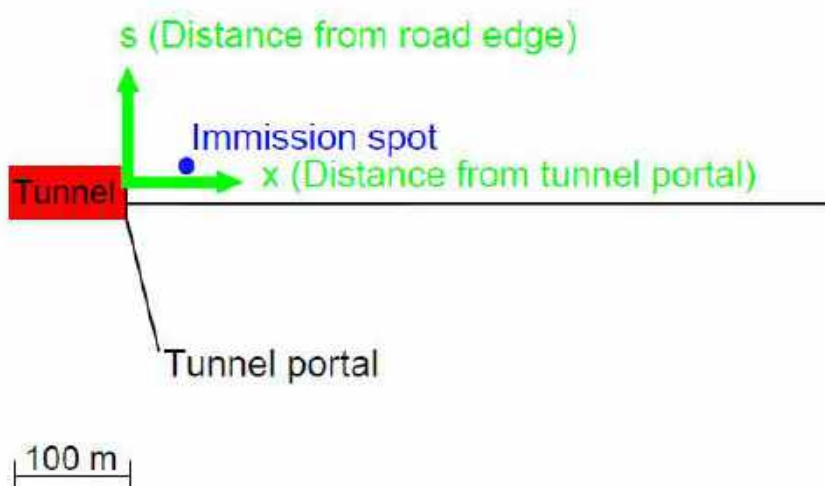 s (Distance from road edge)
Immission spot
Tunnel
x (Distance from tunnel portal)
Tunnel portal
100 m